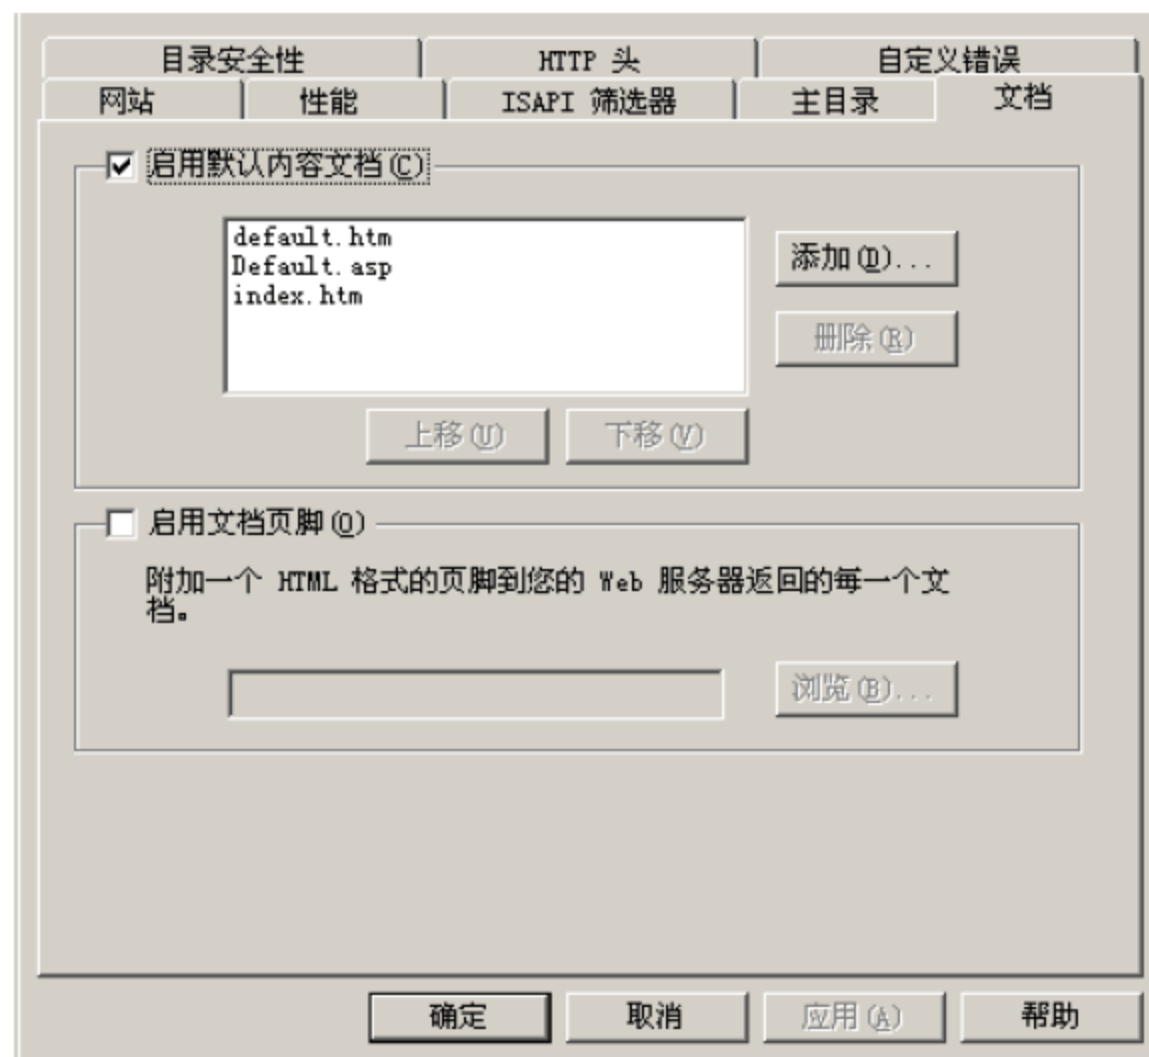 目录安全性 HTTP 头 自定义错误
网站 性能 ISAPI 筛选器 主目录 文档
启用默认内容文档(C)
default.htm
Default.asp
index.htm
添加(D)...
删除(R)
上移(U) 下移(V)
启用文档页脚(O)
附加一个 HTML 格式的页脚到您的 Web 服务器返回的每一个文
档。
浏览(B)...
确定 取消 应用(A) 帮助